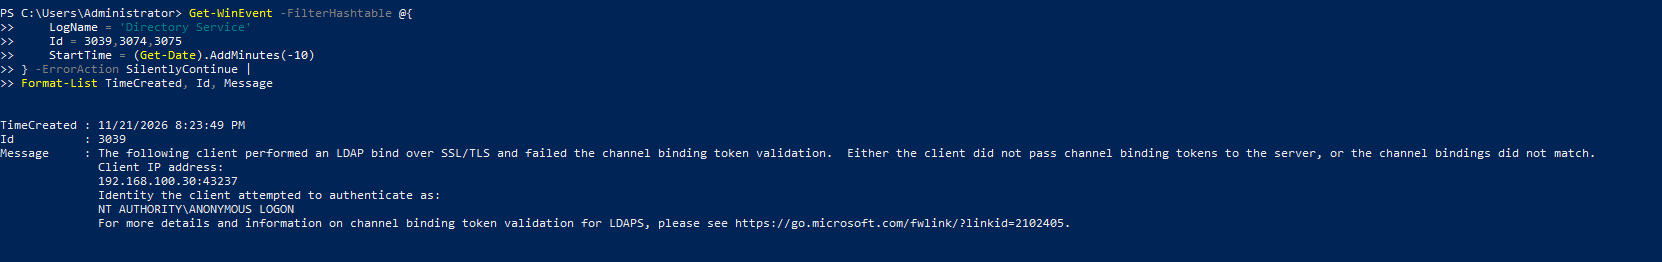 PS C:\Users\Administrator> Get-WinEvent -FilterHashtable @{
>>     LogName = 'Directory Service'
>>     Id = 3039,3074,3075
>>     StartTime = (Get-Date).AddMinutes(-10)
>> } -ErrorAction SilentlyContinue |
>> Format-List TimeCreated, Id, Message
TimeCreated : 11/21/2026 8:23:49 PM
Id          : 3039
Message     : The following client performed an LDAP bind over SSL/TLS and failed the channel binding token validation.  Either the client did not pass channel binding tokens to the server, or the channel bindings did not match.
Client IP address:
192.168.100.30:43237
Identity the client attempted to authenticate as:
NT AUTHORITY\ANONYMOUS LOGON
For more details and information on channel binding token validation for LDAPS, please see https://go.microsoft.com/fwlink/?linkid=2102405.